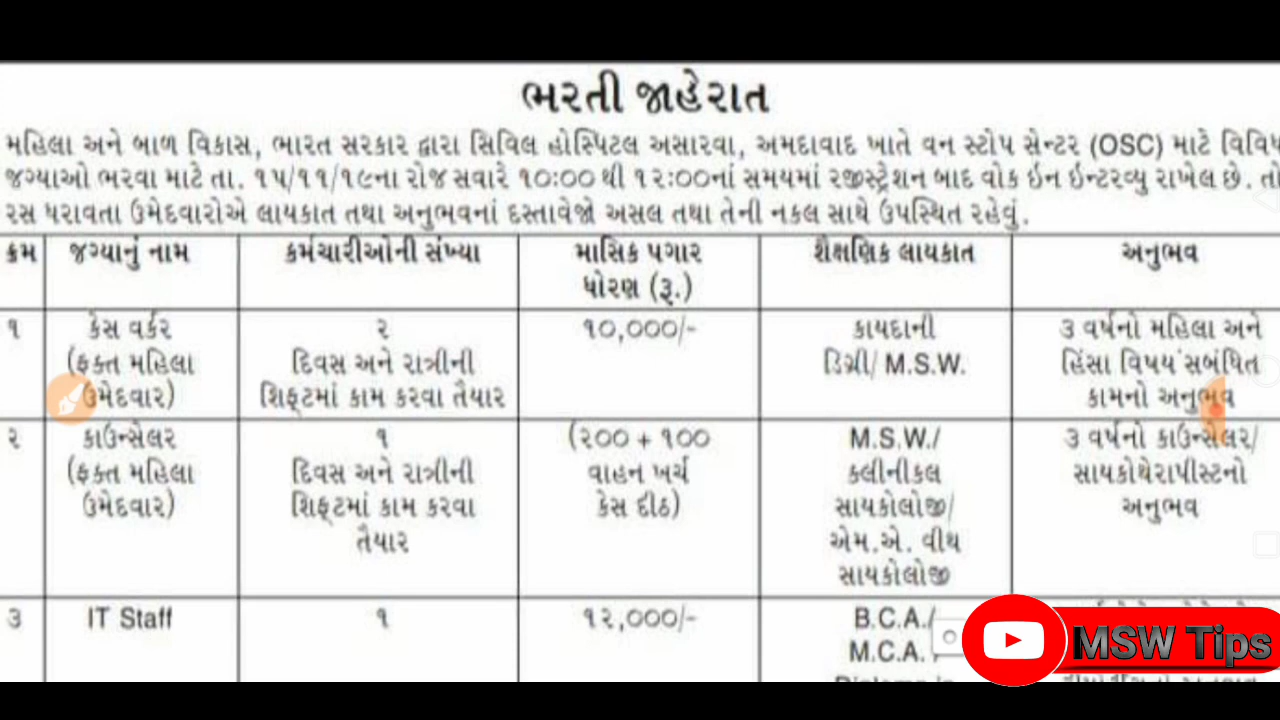 ભરતી જાહેરાત
મહિલા અને બાળ વિકાસ, ભારત સરકાર દ્વારા સિવિલ હોસ્પિટલ અસારવા, અમદાવાદ ખાતે વન સ્ટોપ સેન્ટર (OSC) માટે
જગ્યાઓ ભરવા માટે તા. ૧૫/૧૧/૧૯ના રોજ સવારે ૧૦:૦૦ થી ૧૨:૦૦નાં સમયમાં રજીસ્ટ્રેશન બાદ વોક ઇન ઇન્ટરવ્યુ રાખેલ છે. તો
રસ ધરાવતા ઉમેદવારોએ લાયકાત તથા અનુભવનાં દસ્તાવેજો અસલ તથા તેની નકલ સાથે ઉપસ્થિત રહેવું.
ક્રમ જગ્યાનું નામ કર્મચારીઓની સંખ્યા માસિક પગાર શૈક્ષણિક લાયકાત અનુભવ
ધોરણ (રૂ.)
૧ કેસ વર્કર ૨ ૧૦,૦૦૦/- કાયદાની ૩ વર્ષનો મહિલા અને
(ફક્ત મહિલા દિવસ અને રાત્રીની ડિગ્રી/ M.S.W. હિંસા વિષય સબંધિત
ઉમેદવાર) શિફ્ટમાં કામ કરવા તૈયાર કામનો અનુભવ
૨ કાઉન્સેલર ૧ (૨૦૦ + ૧૦૦ M.S.W./ ૩ વર્ષનો કાઉન્સેલર/
(ફક્ત મહિલા દિવસ અને રાત્રીની વાહન ખર્ચ ક્લીનીકલ સાયકોથેરાપીસ્ટનો
ઉમેદવાર) શિફ્ટમાં કામ કરવા કેસ દીઠ) સાયકોલોજી/ અનુભવ
તૈયાર એમ.એ. વીથ
સાયકોલોજી
૩ IT Staff ૧ ૧૨,૦૦૦/- B.C.A./
M.C.A.
MSW Tips